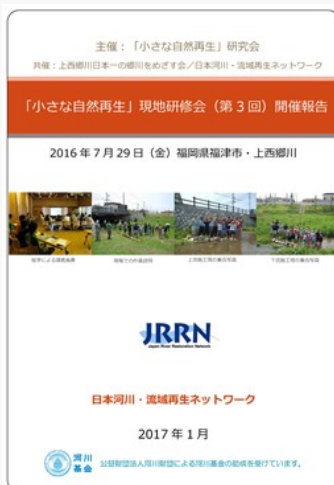 主催:「小さな自然再生」研究会
共催:上西郷川日本一の郷川をめざす会/日本河川・流域再生ネットワーク
「小さな自然再生」現地研修会(第3回)開催報告
2016年7月29日(金)福岡県福津市・上西郷川
JRRN
Japan River Restoration Network
日本河川・流域再生ネットワーク
2017年1月
河川基金
公益財団法人河川財団による河川基金の助成を受けています。